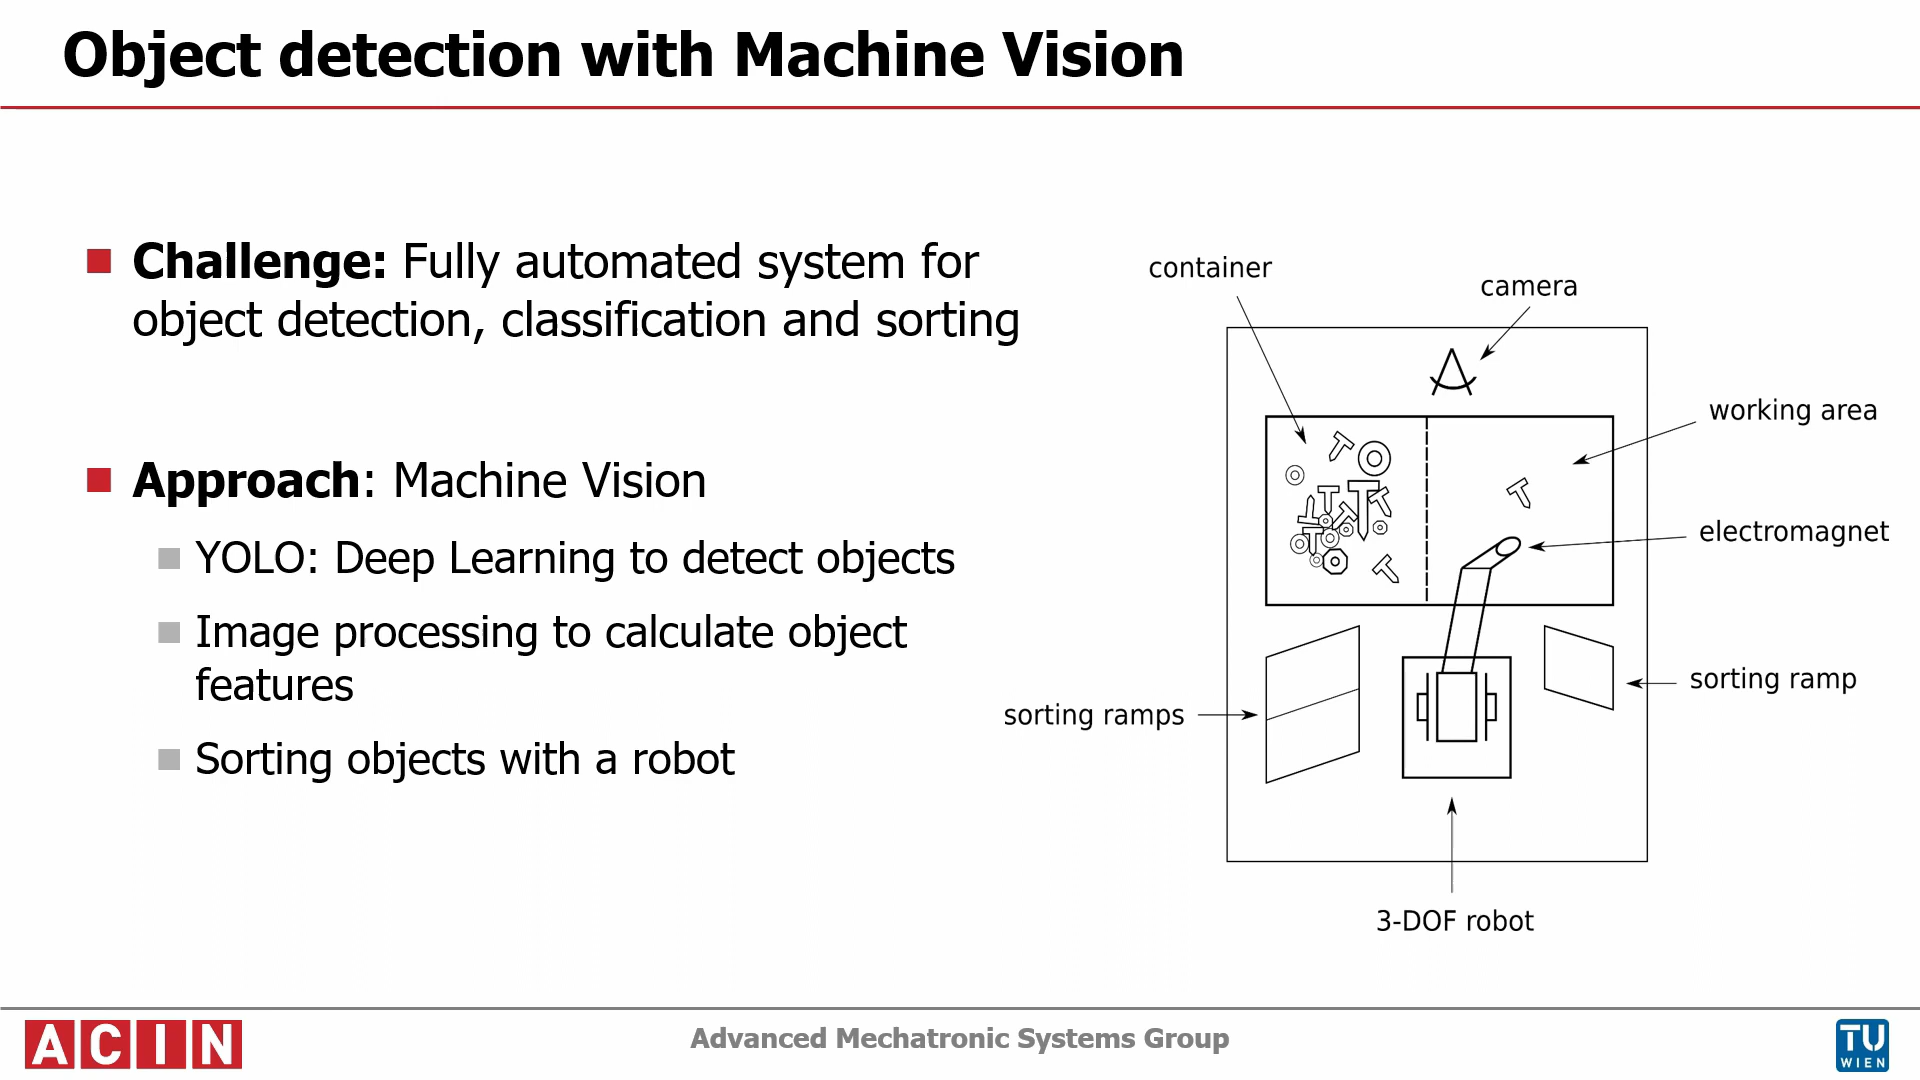 Object detection with Machine Vision
Challenge: Fully automated system for
object detection, classification and sorting
Approach: Machine Vision
YOLO: Deep Learning to detect objects
Image processing to calculate object
features
Sorting objects with a robot
container
camera
working area
electromagnet
sorting ramp
sorting ramps
3-DOF robot
ACIN
Advanced Mechatronic Systems Group
TU
WIEN